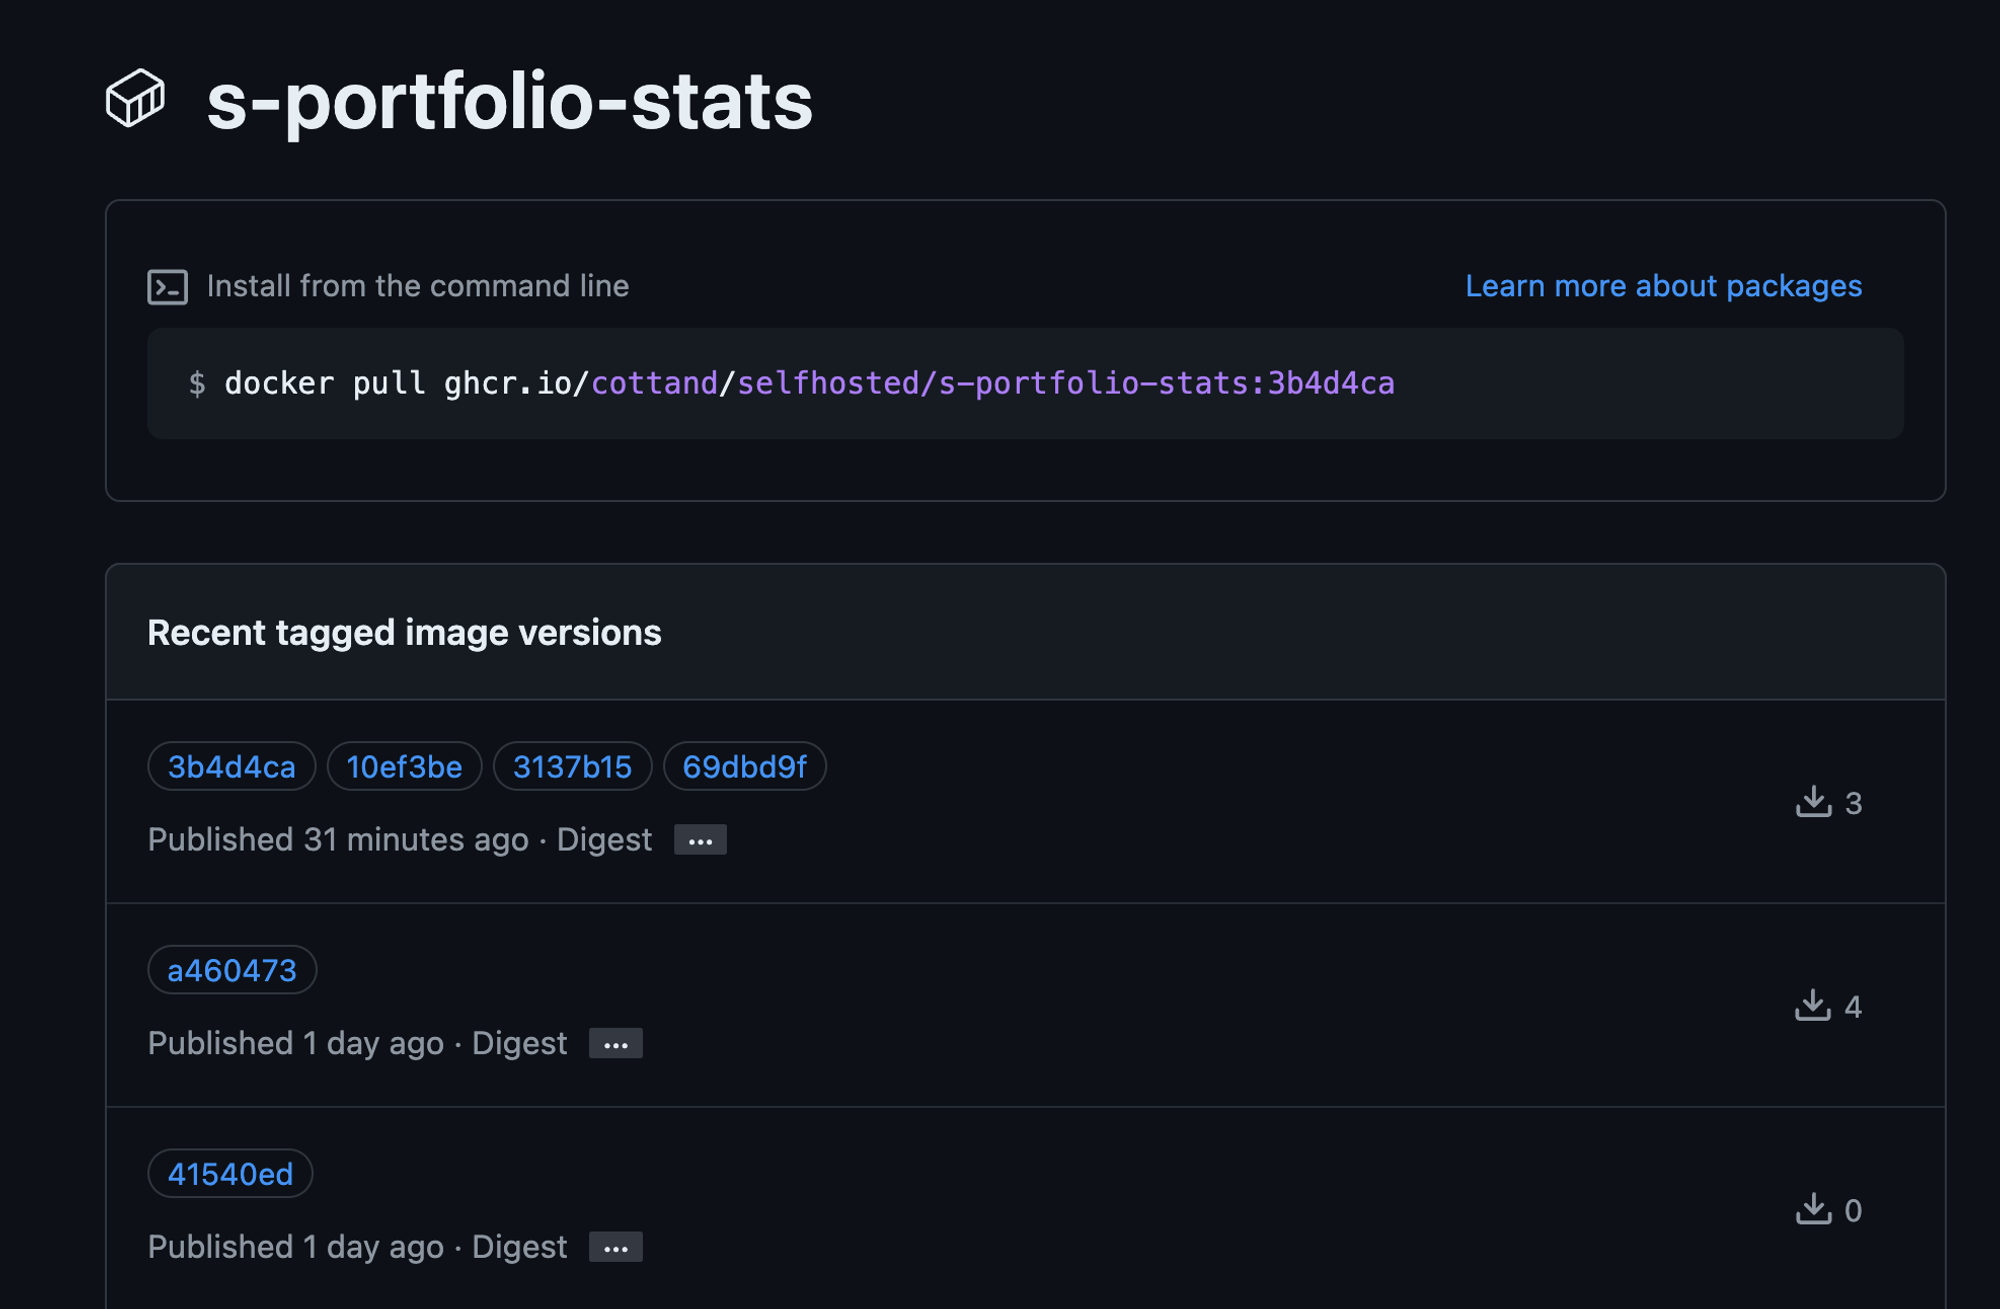 s-portfolio-stats
Install from the command line
Learn more about packages
$ docker pull ghcr.io/cottand/selfhosted/s-portfolio-stats:3b4d4ca
Recent tagged image versions
3b4d4ca 10ef3be 3137b15 69dbd9f
Published 31 minutes ago · Digest ...
3
a460473
Published 1 day ago · Digest ...
4
41540ed
Published 1 day ago · Digest ...
0